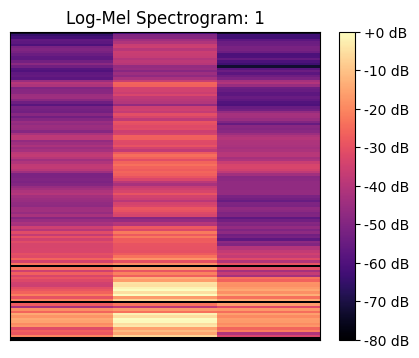 Log-Mel Spectrogram: 1
+0 dB
-10 dB
-20 dB
-30 dB
-40 dB
-50 dB
-60 dB
-70 dB
-80 dB